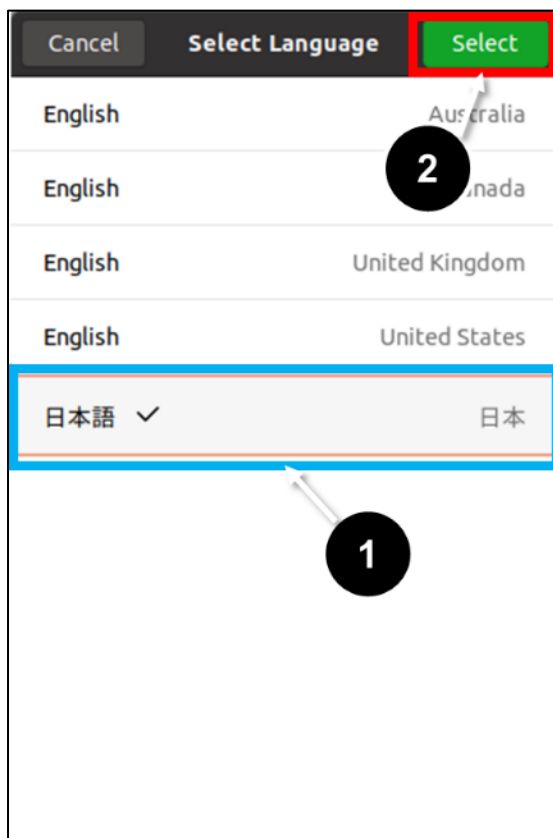 Cancel Select Language Select
English Australia
2
English Canada
English United Kingdom
English United States
日本語 日本
1